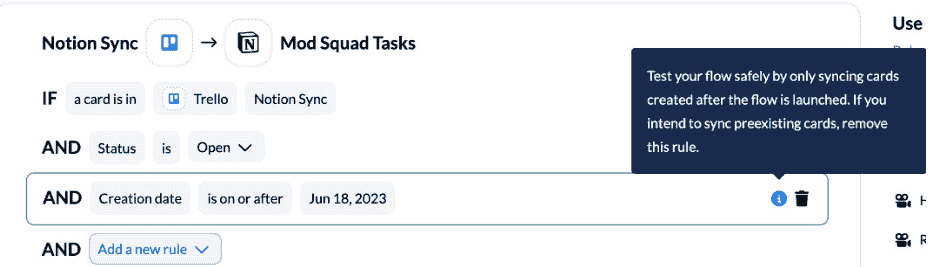 Notion Sync → Mod Squad Tasks
Use
IF a card is in Trello Notion Sync
AND Status is Open
AND Creation date is on or after Jun 18, 2023
AND Add a new rule
Test your flow safely by only syncing cards
created after the flow is launched. If you
intend to sync preexisting cards, remove
this rule.
H
R